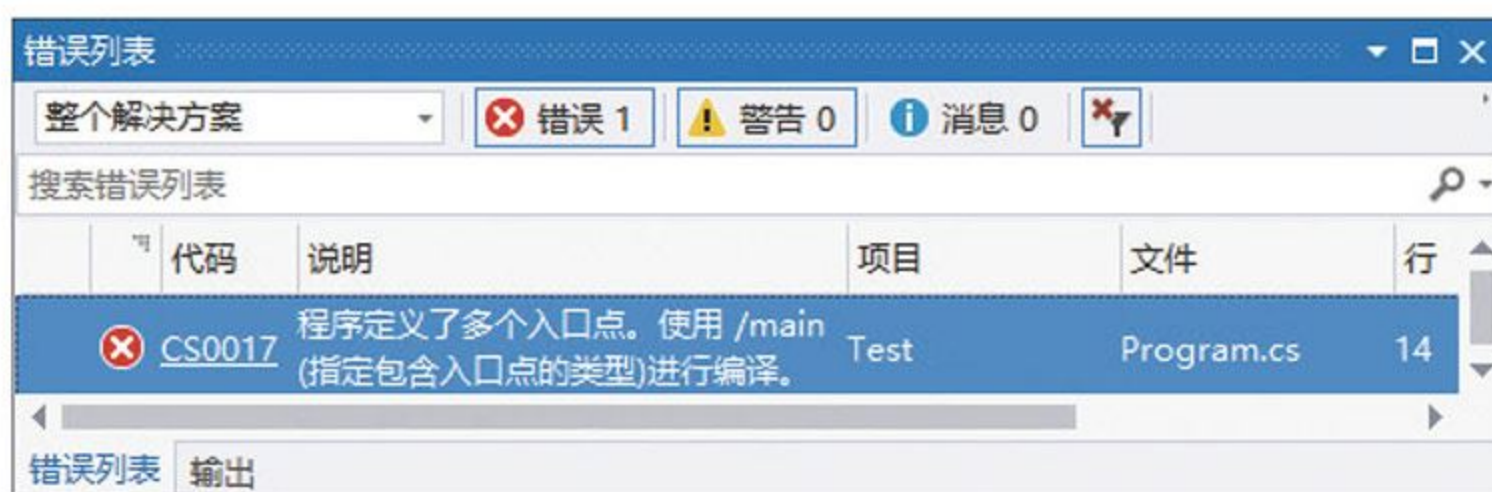 错误列表
整个解决方案 错误 1 警告 0 消息 0
搜索错误列表
代码 说明 项目 文件 行
CS0017 程序定义了多个入口点。使用 /main (指定包含入口点的类型)进行编译。 Test Program.cs 14
错误列表 输出